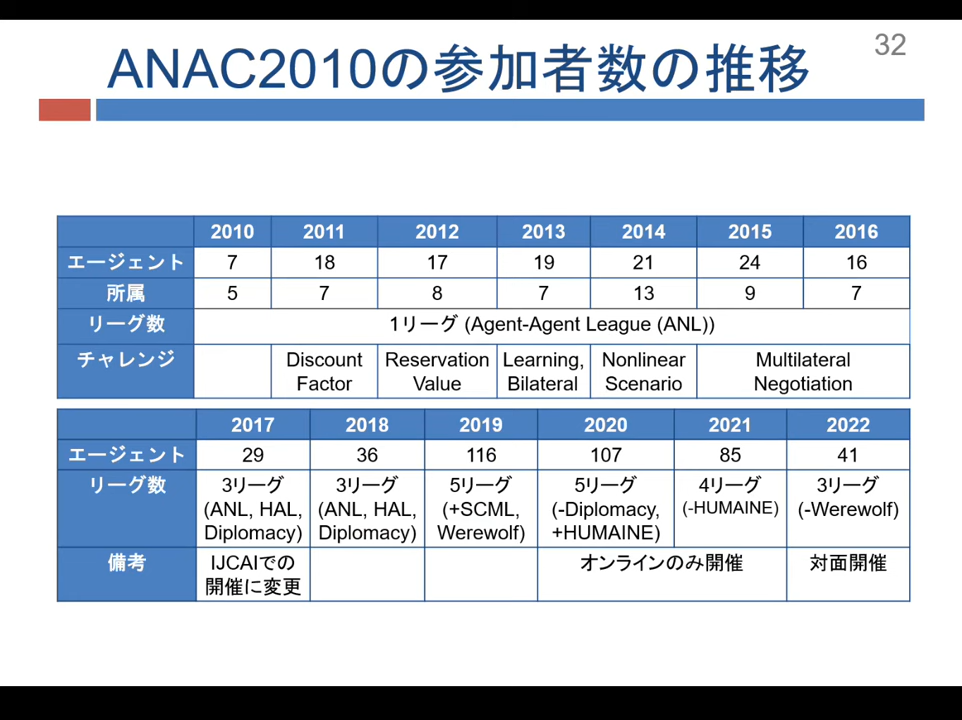 32
ANAC2010の参加者数の推移
2010 2011 2012 2013 2014 2015 2016
エージェント 7 18 17 19 21 24 16
所属 5 7 8 7 13 9 7
リーグ数 1リーグ (Agent-Agent League (ANL))
チャレンジ Discount Reservation Learning, Nonlinear Multilateral
Factor Value Bilateral Scenario Negotiation
2017 2018 2019 2020 2021 2022
エージェント 29 36 116 107 85 41
リーグ数 3リーグ 3リーグ 5リーグ 5リーグ 4リーグ 3リーグ
(ANL, HAL, (ANL, HAL, (+SCML, (-Diplomacy, (-HUMAINE) (-Werewolf)
Diplomacy) Diplomacy) Werewolf) +HUMAINE)
備考 IJCAIでの オンラインのみ開催 対面開催
開催に変更